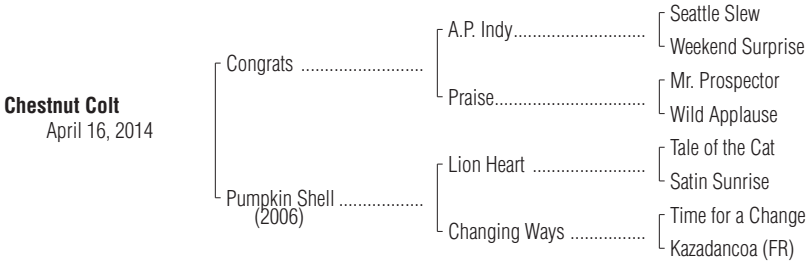 Seattle Slew
A.P. Indy..............................
Weekend Surprise
Congrats ...........................
Mr. Prospector
Praise..................................
Wild Applause
Chestnut Colt
April 16, 2014
Tale of the Cat
Lion Heart .........................
Satin Sunrise
Pumpkin Shell ...................
(2006)
Time for a Change
Changing Ways .................
Kazadancoa (FR)